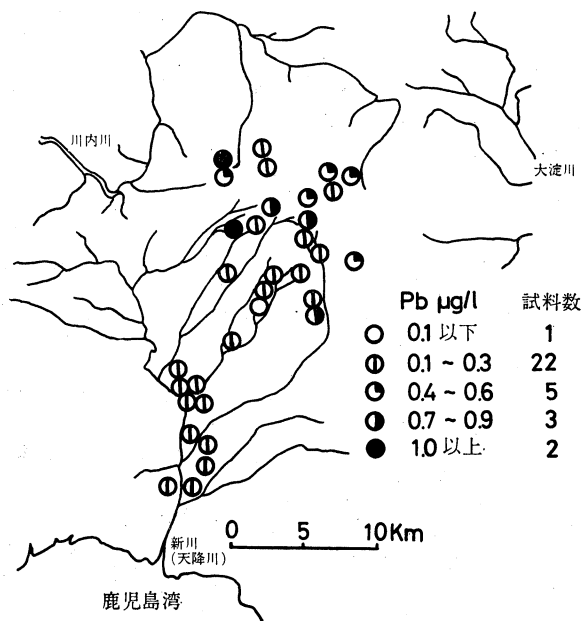 川内川
大淀川
Pb µg/l 試料数
0.1 以下 1
0.1 ~ 0.3 22
0.4 ~ 0.6 5
0.7 ~ 0.9 3
1.0 以上 2
0 5 10Km
新川
(天降川)
鹿児島湾